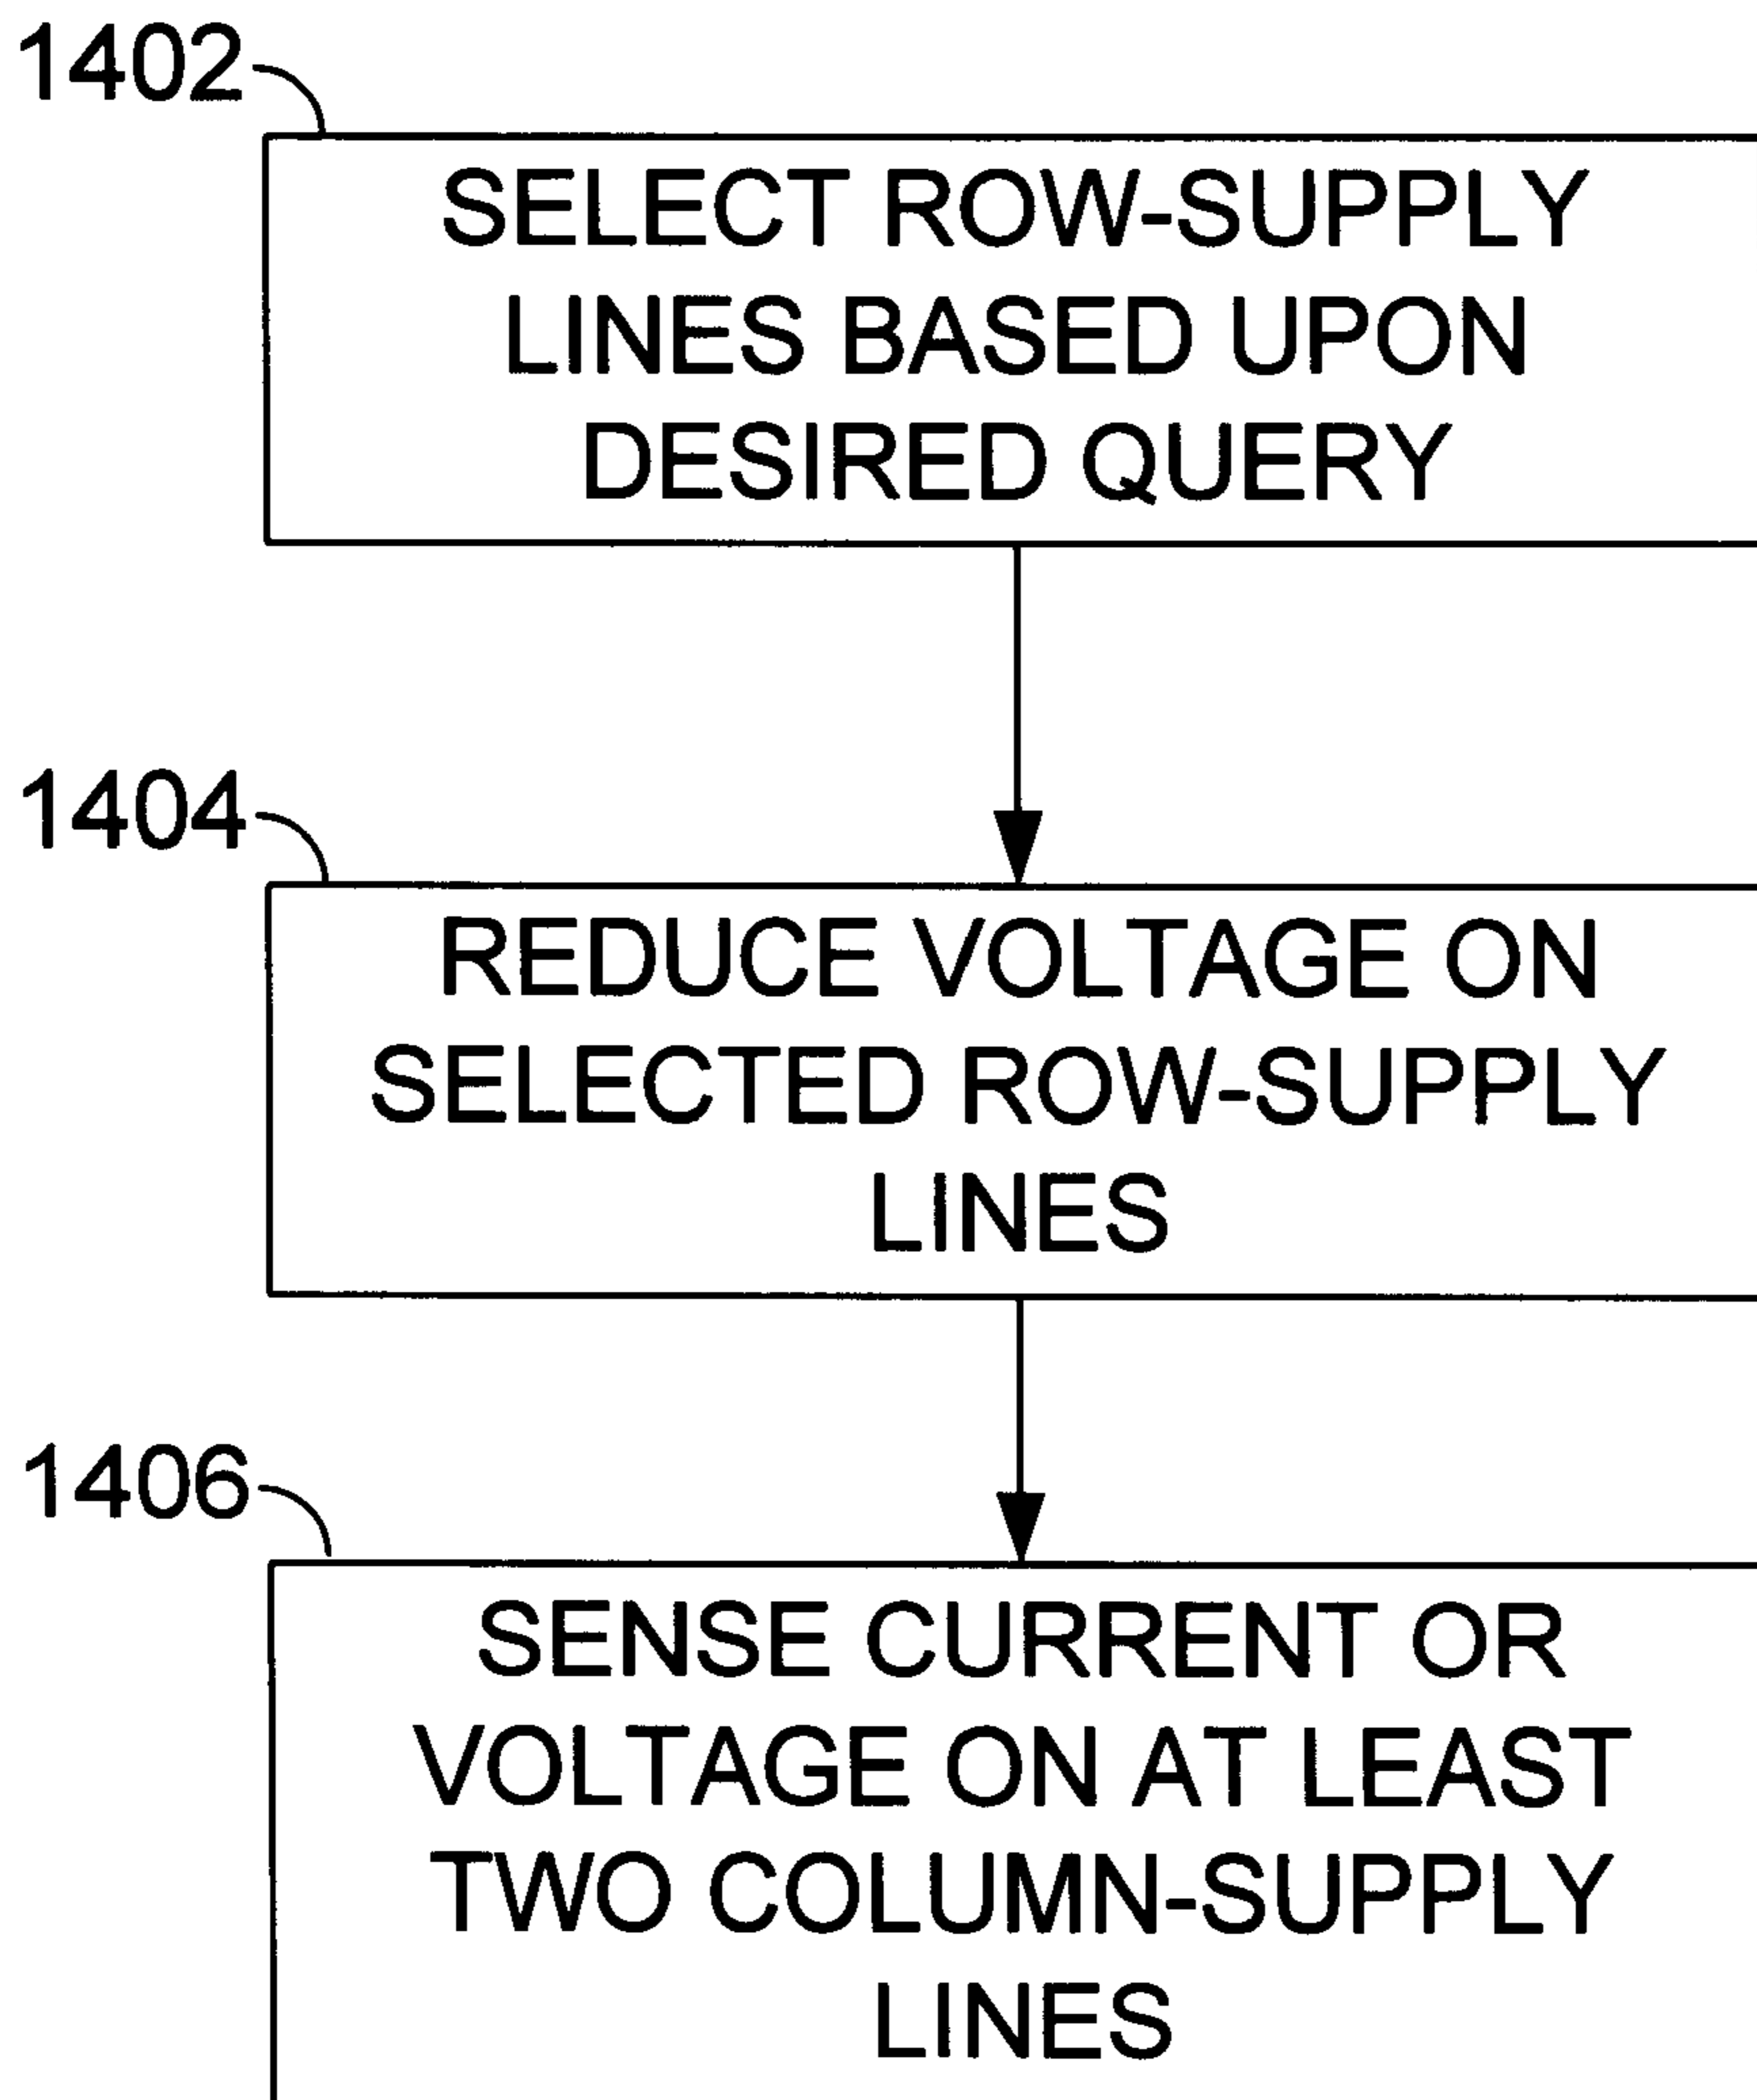 1402
SELECT ROW-SUPPLY
LINES BASED UPON
DESIRED QUERY
1404
REDUCE VOLTAGE ON
SELECTED ROW-SUPPLY
LINES
1406
SENSE CURRENT OR
VOLTAGE ON AT LEAST
TWO COLUMN-SUPPLY
LINES